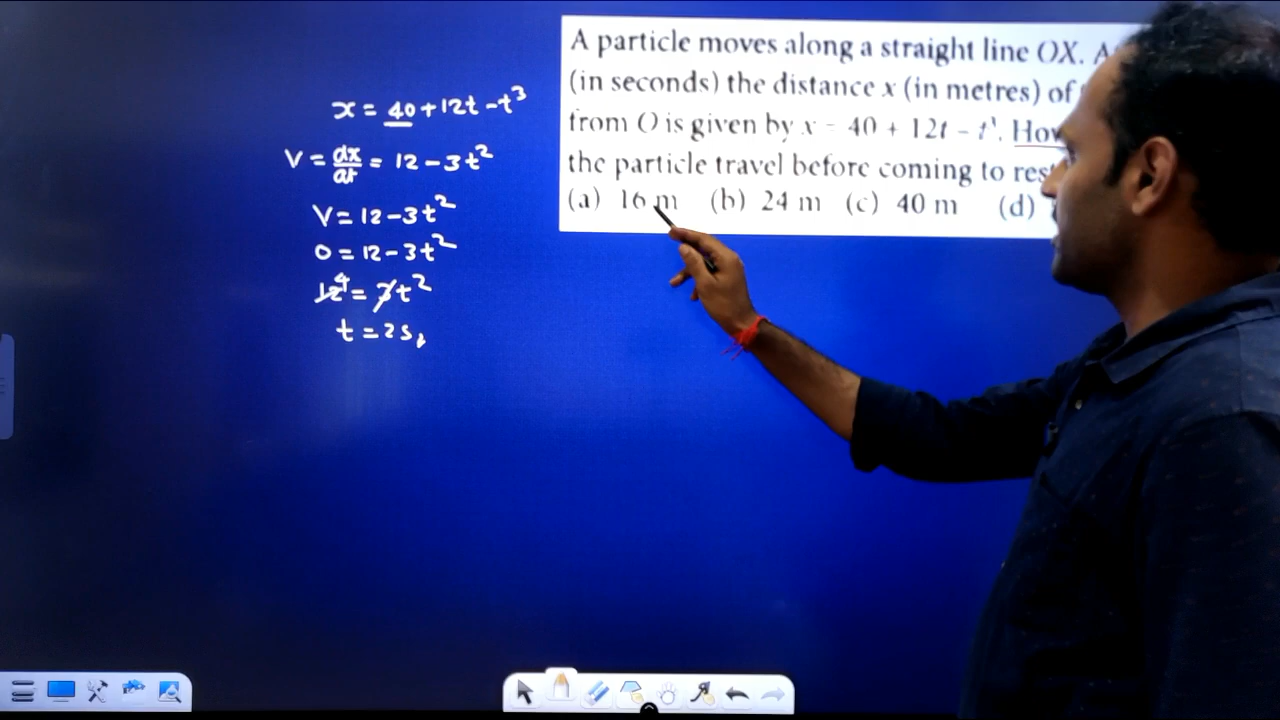 x = 40 + 12t - t³
V = dx/dt = 12 - 3t²
V = 12 - 3t²
0 = 12 - 3t²
12 4 = 3t²
t = 2s,
A particle moves along a straight line OX. A
(in seconds) the distance x (in metres) of
from O is given by x = 40 + 12t - t³. How
the particle travel before coming to rest
(a) 16 m (b) 24 m (c) 40 m (d)